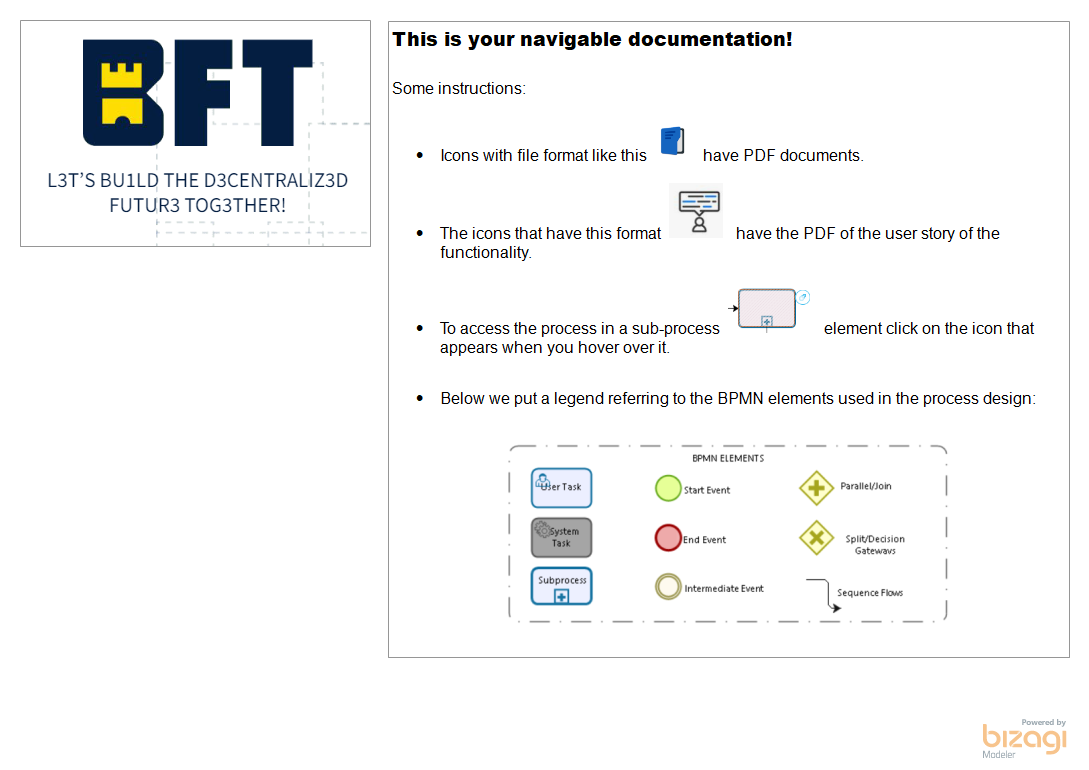 BFT
L3T’S BU1LD THE D3CENTRALIZ3D
FUTUR3 TOG3THER!
This is your navigable documentation!
Some instructions:
• Icons with file format like this have PDF documents.
• The icons that have this format have the PDF of the user story of the
functionality.
• To access the process in a sub-process element click on the icon that
appears when you hover over it.
• Below we put a legend referring to the BPMN elements used in the process design:
BPMN ELEMENTS
User Task
Start Event
Parallel/Join
System
Task
End Event
Split/Decision
Gateways
Subprocess
Intermediate Event
Sequence Flows
Powered by
bizagi
Modeler